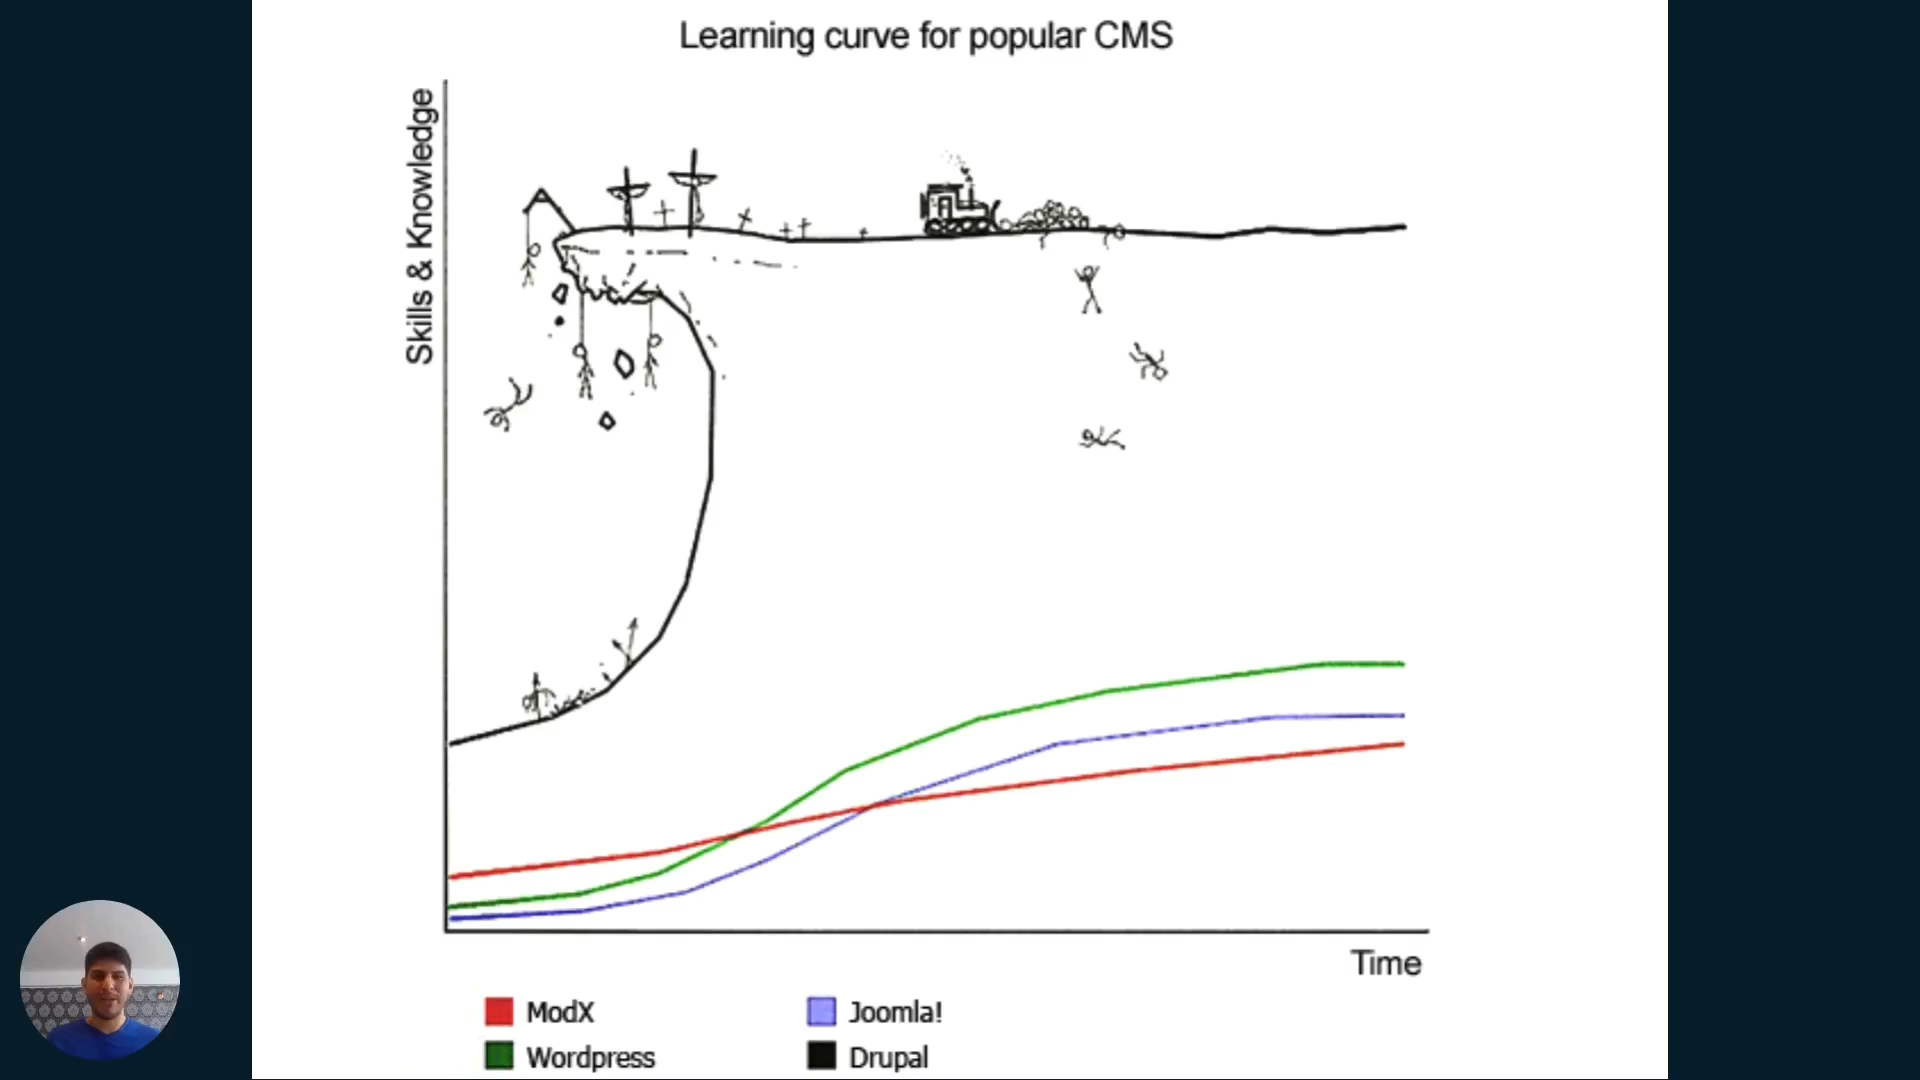 Learning curve for popular CMS
Skills & Knowledge
Time
ModX
Joomla!
Wordpress
Drupal